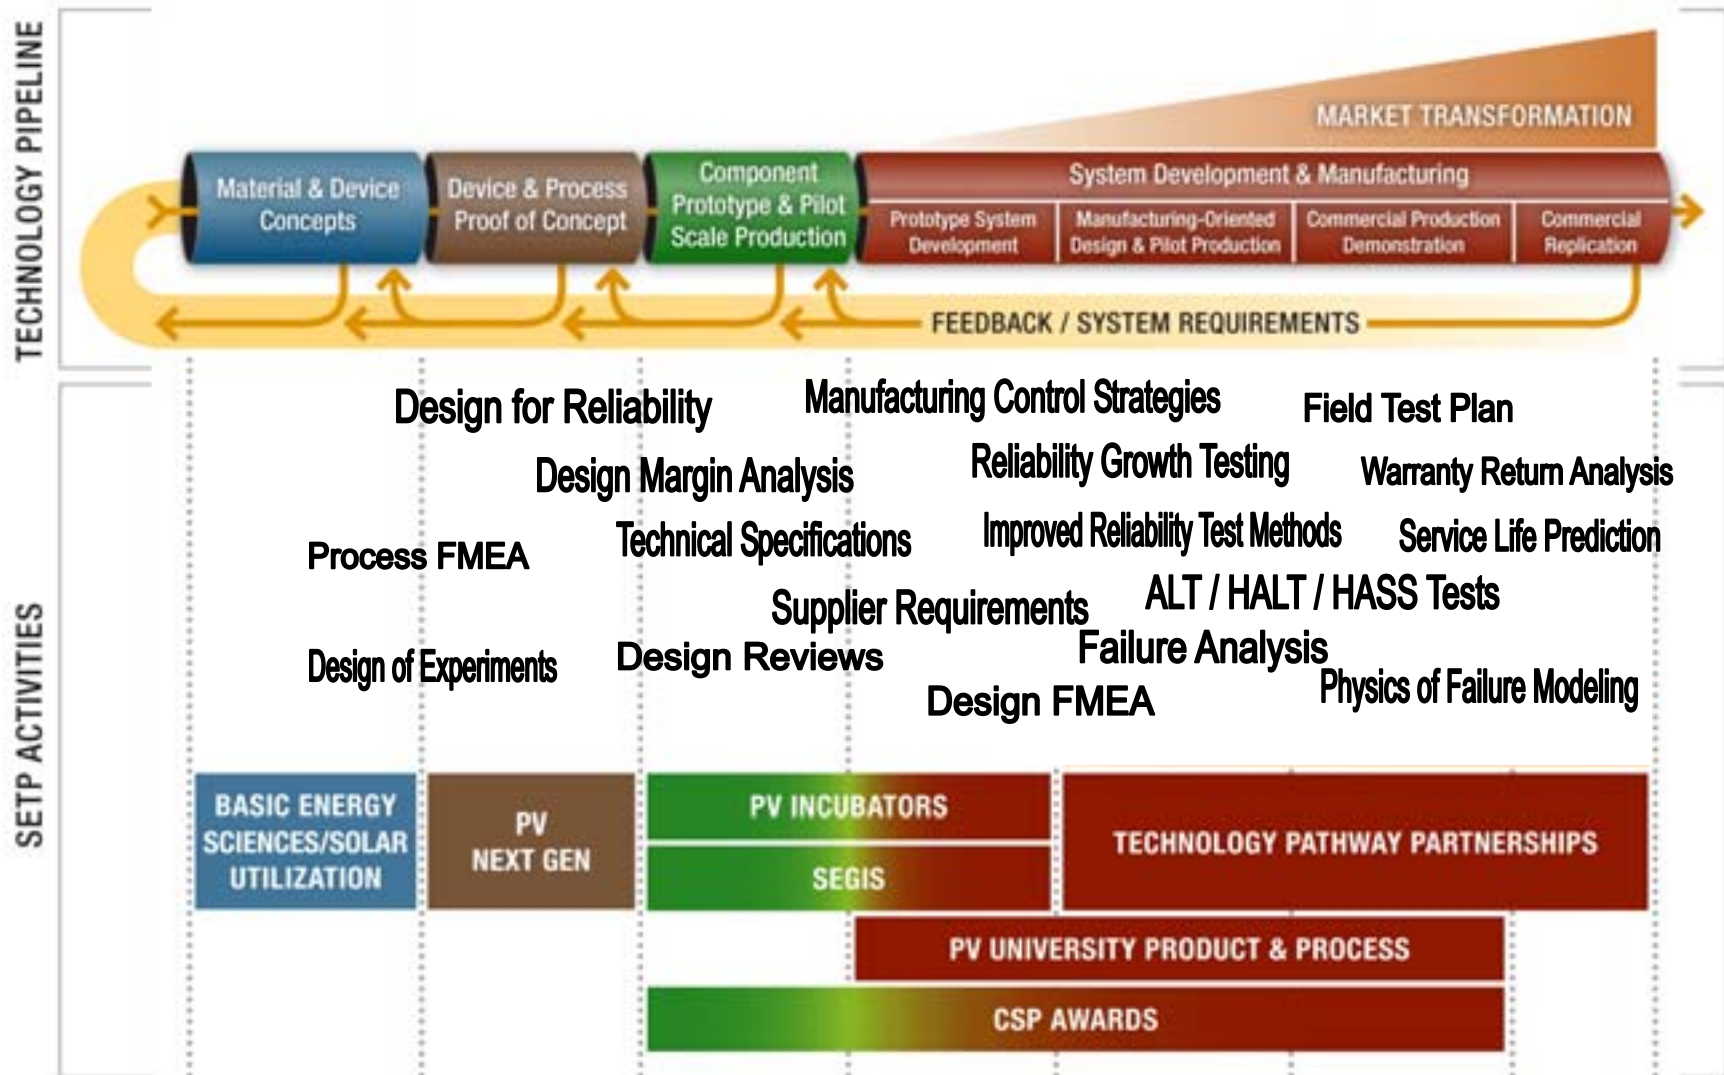 TECHNOLOGY PIPELINE
MARKET TRANSFORMATION
Material & Device
Concepts
Device & Process
Proof of Concept
Component
Prototype & Pilot
Scale Production
System Development & Manufacturing
Prototype System
Development
Manufacturing-Oriented
Design & Pilot Production
Commercial Production
Demonstration
Commercial
Replication
FEEDBACK / SYSTEM REQUIREMENTS
SETP ACTIVITIES
Design for Reliability
Manufacturing Control Strategies
Field Test Plan
Design Margin Analysis
Reliability Growth Testing
Warranty Return Analysis
Process FMEA
Technical Specifications
Improved Reliability Test Methods
Service Life Prediction
Supplier Requirements
ALT / HALT / HASS Tests
Design of Experiments
Design Reviews
Failure Analysis
Design FMEA
Physics of Failure Modeling
BASIC ENERGY
SCIENCES/SOLAR
UTILIZATION
PV
NEXT GEN
PV INCUBATORS
SEGIS
TECHNOLOGY PATHWAY PARTNERSHIPS
PV UNIVERSITY PRODUCT & PROCESS
CSP AWARDS